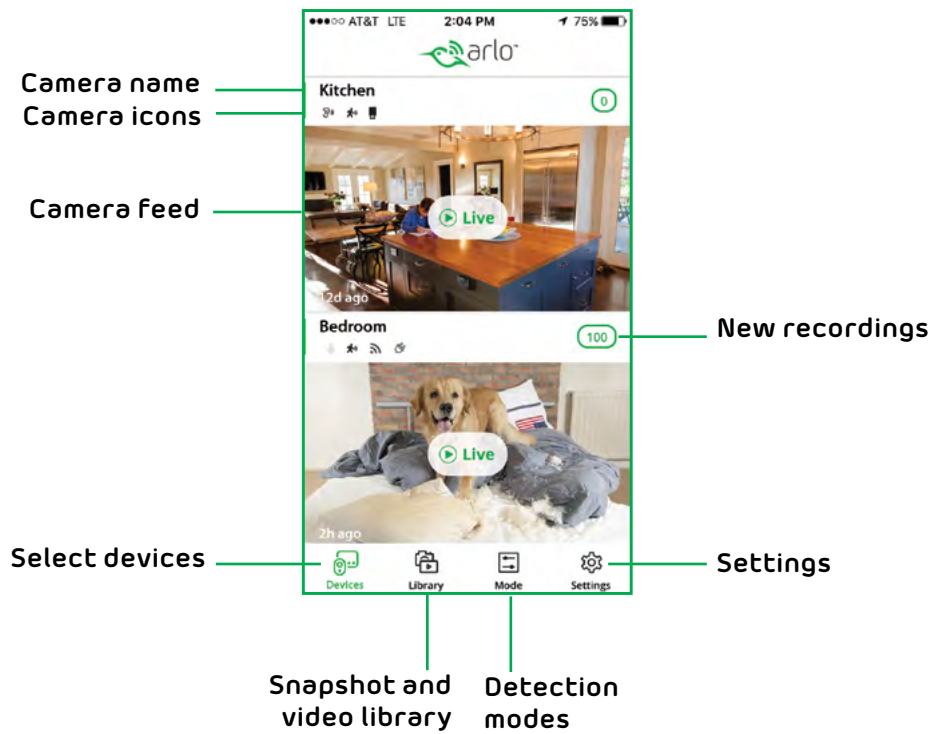 AT&T LTE 2:04 PM 75%
arlo™
Camera name
Kitchen
0
Camera icons
Camera feed
Live
12d ago
Bedroom
100
New recordings
Live
2h ago
Select devices
Devices
Library
Mode
Settings
Settings
Snapshot and
video library
Detection
modes